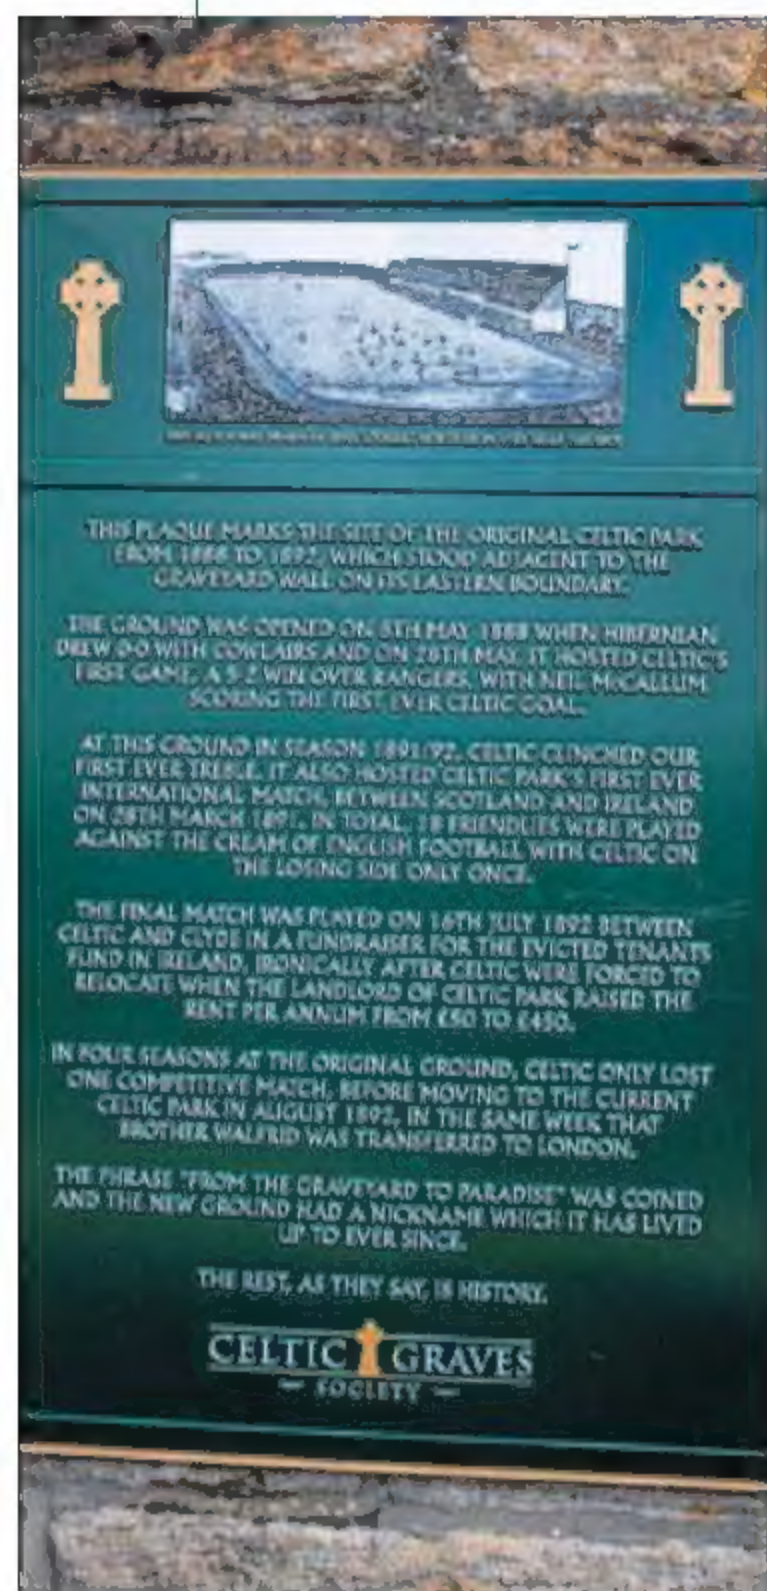 THIS PLAQUE MARKS THE SITE OF THE ORIGINAL CELTIC PARK
FROM 1888 TO 1892, WHICH STOOD ADJACENT TO THE
GRAVEYARD WALL ON ITS EASTERN BOUNDARY.
THE GROUND WAS OPENED ON 8TH MAY 1888 WHEN HIBERNIAN
DREW 0-0 WITH COWLAIRS AND ON 28TH MAY, IT HOSTED CELTIC'S
FIRST GAME, A 5-2 WIN OVER RANGERS, WITH NEIL McCALLUM
SCORING THE FIRST EVER CELTIC GOAL.
AT THIS GROUND IN SEASON 1891/92, CELTIC CLINCHED OUR
FIRST EVER TREBLE. IT ALSO HOSTED CELTIC PARK'S FIRST EVER
INTERNATIONAL MATCH, BETWEEN SCOTLAND AND IRELAND
ON 28TH MARCH 1891. IN TOTAL, 18 FRIENDLIES WERE PLAYED
AGAINST THE CREAM OF ENGLISH FOOTBALL WITH CELTIC ON
THE LOSING SIDE ONLY ONCE.
THE FINAL MATCH WAS PLAYED ON 16TH JULY 1892 BETWEEN
CELTIC AND CLYDE IN A FUNDRAISER FOR THE EVICTED TENANTS
FUND IN IRELAND, IRONICALLY AFTER CELTIC WERE FORCED TO
RELOCATE WHEN THE LANDLORD OF CELTIC PARK RAISED THE
RENT PER ANNUM FROM £50 TO £450.
IN FOUR SEASONS AT THE ORIGINAL GROUND, CELTIC ONLY LOST
ONE COMPETITIVE MATCH, BEFORE MOVING TO THE CURRENT
CELTIC PARK IN AUGUST 1892, IN THE SAME WEEK THAT
BROTHER WALFRID WAS TRANSFERRED TO LONDON.
THE PHRASE "FROM THE GRAVEYARD TO PARADISE" WAS COINED
AND THE NEW GROUND HAD A NICKNAME WHICH IT HAS LIVED
UP TO EVER SINCE.
THE REST, AS THEY SAY, IS HISTORY.
CELTIC GRAVES
SOCIETY